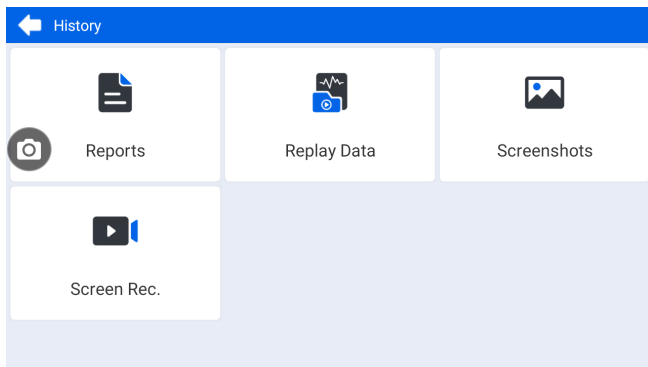 History
Reports
Replay Data
Screenshots
Screen Rec.